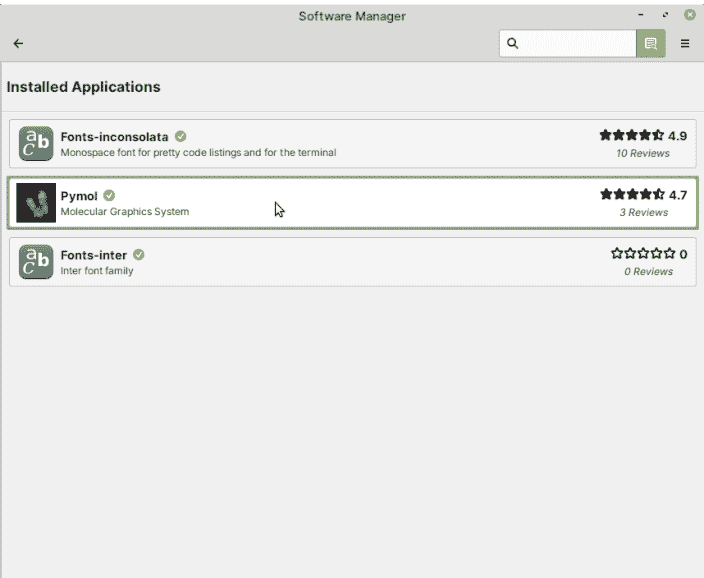 Software Manager
Installed Applications
Fonts-inconsolata
4.9
Monospace font for pretty code listings and for the terminal
10 Reviews
Pymol
4.7
Molecular Graphics System
3 Reviews
Fonts-inter
0
Inter font family
0 Reviews